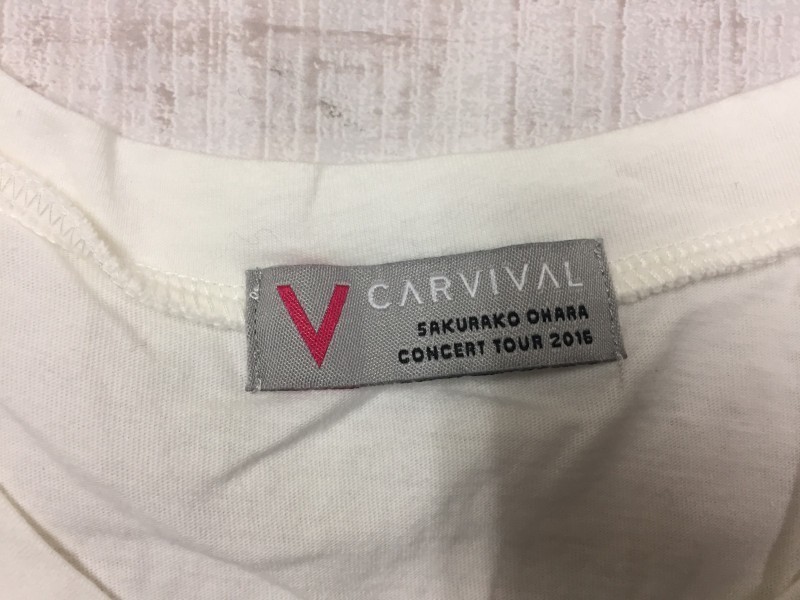 V CARVIVAL
SAKURAKO OHARA
CONCERT TOUR 2016